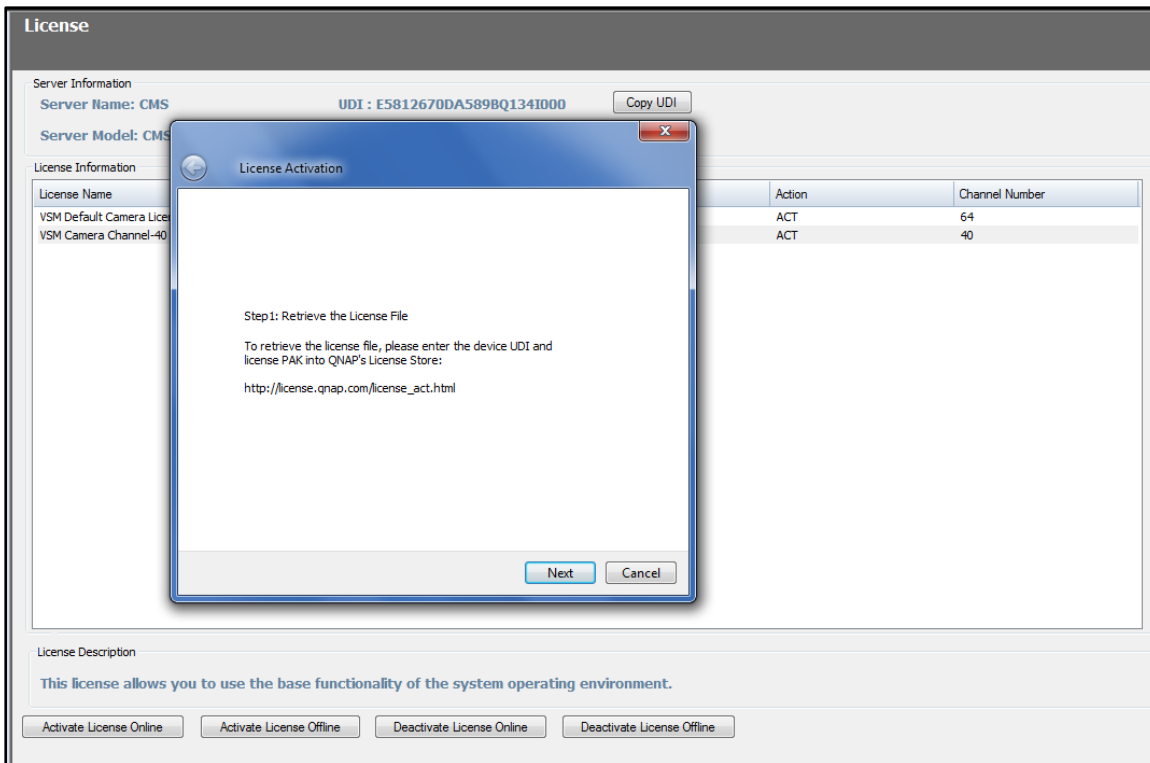 License
Server Information
Server Name: CMS
UDI : E5812670DA589BQ134I000
Copy UDI
Server Model: CMS
License Information
License Name
Action
Channel Number
VSM Default Camera Licen
ACT
64
VSM Camera Channel-40
ACT
40
License Activation
Step1: Retrieve the License File
To retrieve the license file, please enter the device UDI and
license PAK into QNAP's License Store:
http://license.qnap.com/license_act.html
Next
Cancel
License Description
This license allows you to use the base functionality of the system operating environment.
Activate License Online
Activate License Offline
Deactivate License Online
Deactivate License Offline